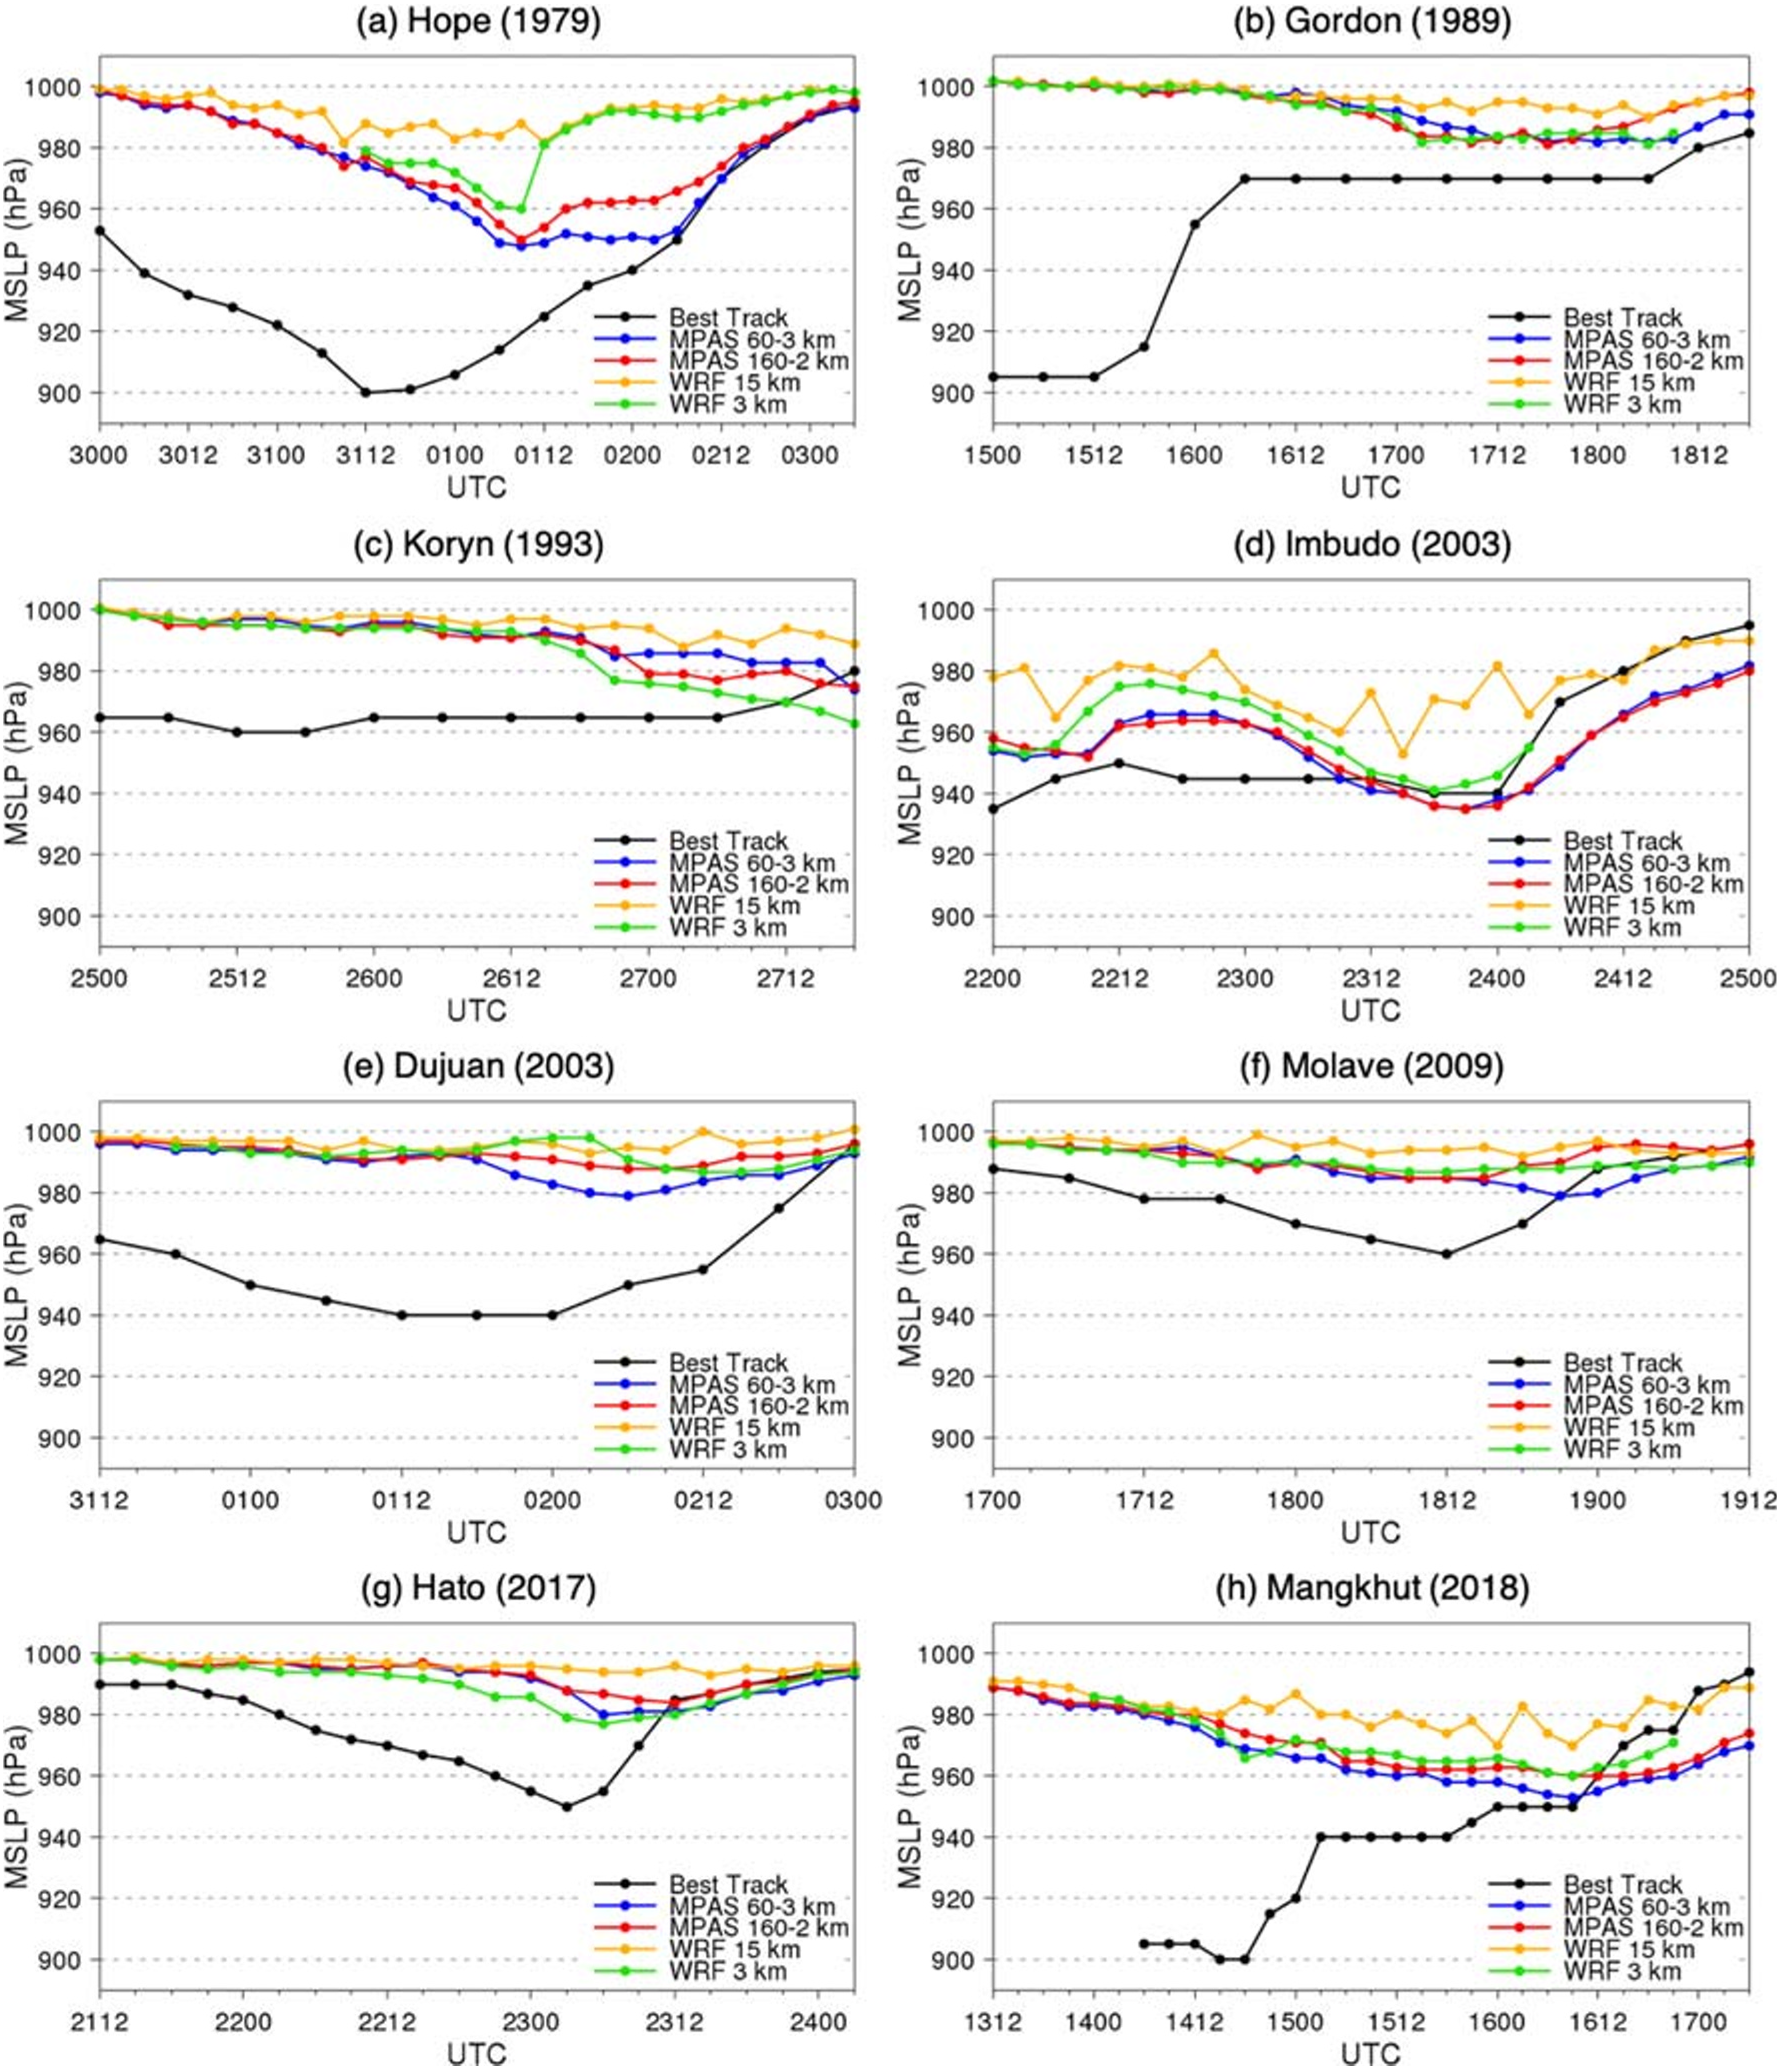 (a) Hope (1979)
MSLP (hPa)
1000
980
960
940
920
900
Best Track
MPAS 60-3 km
MPAS 160-2 km
WRF 15 km
WRF 3 km
3000 3012 3100 3112 0100 0112 0200 0212 0300
UTC
(b) Gordon (1989)
MSLP (hPa)
1000
980
960
940
920
900
Best Track
MPAS 60-3 km
MPAS 160-2 km
WRF 15 km
WRF 3 km
1500 1512 1600 1612 1700 1712 1800 1812
UTC
(c) Koryn (1993)
MSLP (hPa)
1000
980
960
940
920
900
Best Track
MPAS 60-3 km
MPAS 160-2 km
WRF 15 km
WRF 3 km
2500 2512 2600 2612 2700 2712
UTC
(d) Imbudo (2003)
MSLP (hPa)
1000
980
960
940
920
900
Best Track
MPAS 60-3 km
MPAS 160-2 km
WRF 15 km
WRF 3 km
2200 2212 2300 2312 2400 2412 2500
UTC
(e) Dujuan (2003)
MSLP (hPa)
1000
980
960
940
920
900
Best Track
MPAS 60-3 km
MPAS 160-2 km
WRF 15 km
WRF 3 km
3112 0100 0112 0200 0212 0300
UTC
(f) Molave (2009)
MSLP (hPa)
1000
980
960
940
920
900
Best Track
MPAS 60-3 km
MPAS 160-2 km
WRF 15 km
WRF 3 km
1700 1712 1800 1812 1900 1912
UTC
(g) Hato (2017)
MSLP (hPa)
1000
980
960
940
920
900
Best Track
MPAS 60-3 km
MPAS 160-2 km
WRF 15 km
WRF 3 km
2112 2200 2212 2300 2312 2400
UTC
(h) Mangkhut (2018)
MSLP (hPa)
1000
980
960
940
920
900
Best Track
MPAS 60-3 km
MPAS 160-2 km
WRF 15 km
WRF 3 km
1312 1400 1412 1500 1512 1600 1612 1700
UTC